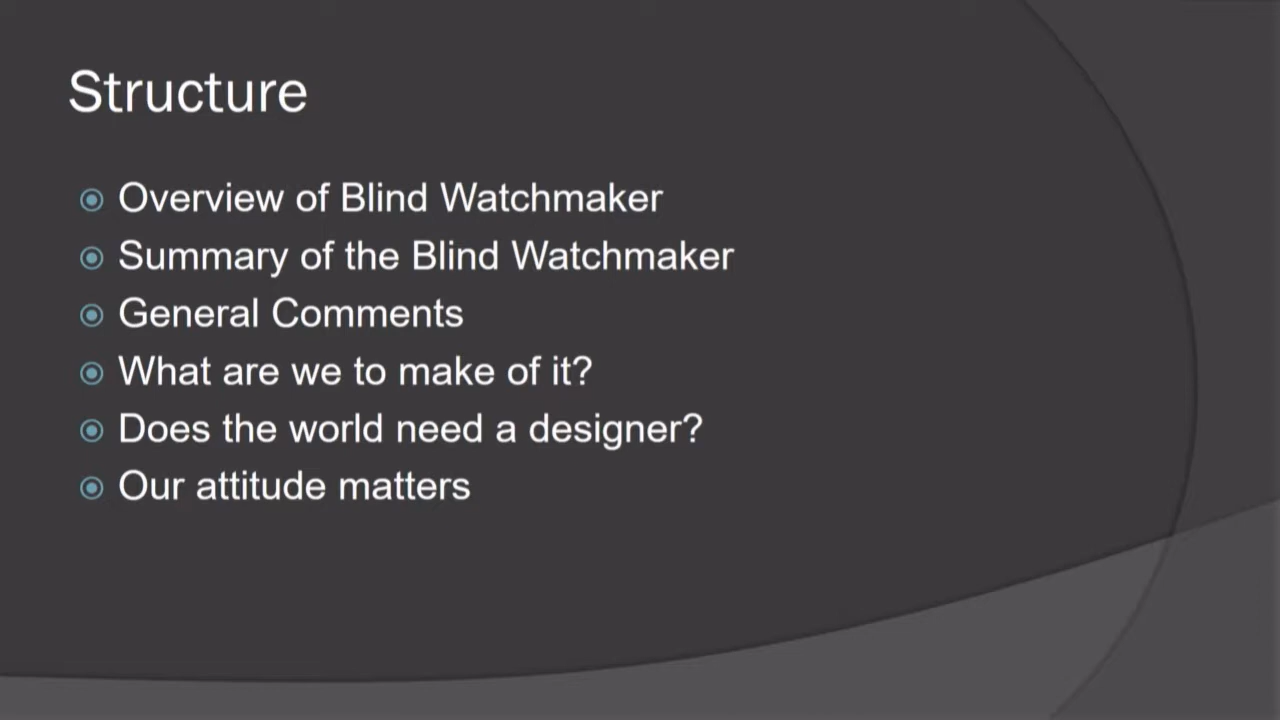 Structure
Overview of Blind Watchmaker
Summary of the Blind Watchmaker
General Comments
What are we to make of it?
Does the world need a designer?
Our attitude matters